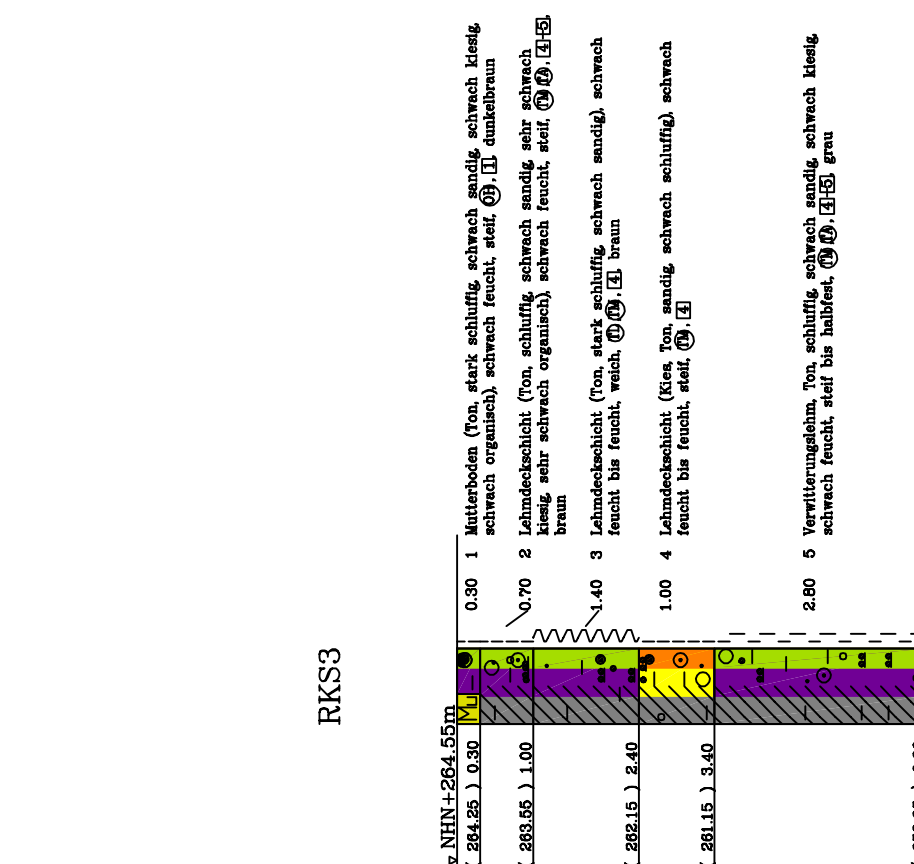 RKS3
NHN+264.55m
264.25 ) 0.30
263.55 ) 1.00
262.15 ) 2.40
261.15 ) 3.40
Mu
0.30 1 Mutterboden (Ton, stark schluffig, schwach sandig, schwach kiesig,
schwach organisch), schwach feucht, steif, OH, 1, dunkelbraun
0.70 2 Lehmdeckschicht (Ton, schluffig, schwach sandig, sehr schwach
kiesig, sehr schwach organisch), schwach feucht, steif, TM TA, 4-5,
braun
1.40 3 Lehmdeckschicht (Ton, stark schluffig, schwach sandig), schwach
feucht bis feucht, weich, TL TM, 4, braun
1.00 4 Lehmdeckschicht (Kies, Ton, sandig, schwach schluffig), schwach
feucht bis feucht, steif, TM, 4
2.80 5 Verwitterungslehm, Ton, schluffig, schwach sandig, schwach kiesig,
schwach feucht, steif bis halbfest, TM TA, 4-5, grau